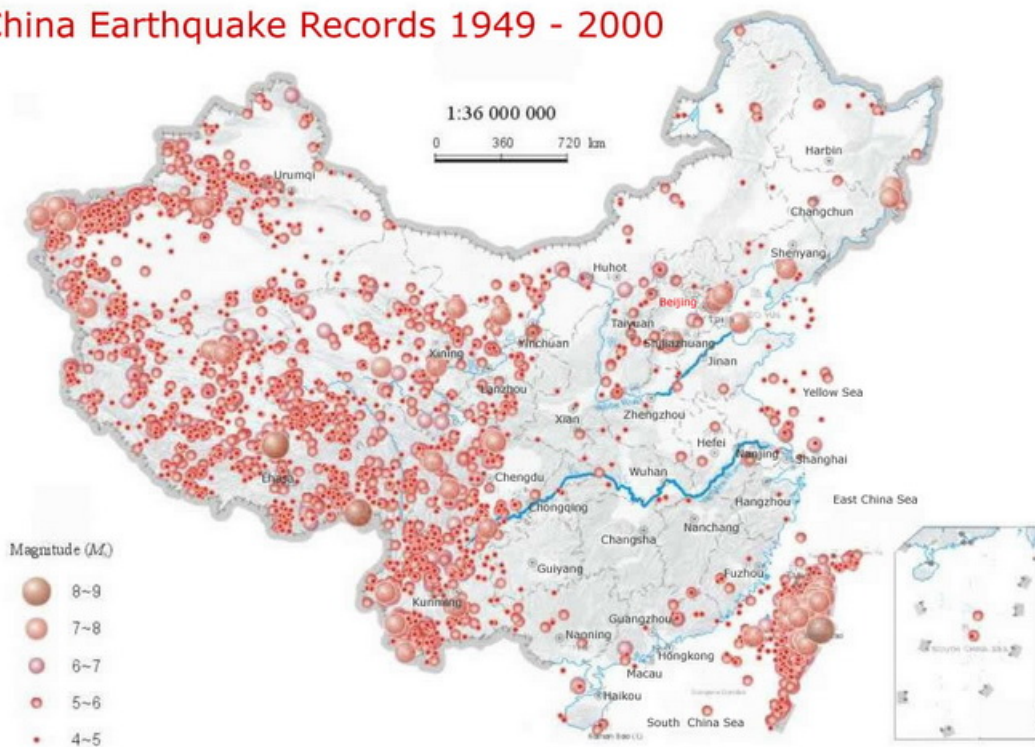 China Earthquake Records 1949 - 2000
1:36 000 000
0 360 720 km
Harbin
Urumqi
Changchun
Shenyang
Huhot
Beijing
Taiyuan
Yinchuan
Shijiazhuang
Xining
Jinan
Lanzhou
Yellow Sea
Xian
Zhengzhou
Hefei
Nanjing
Shanghai
Wuhan
Lhasa
Chengdu
Hangzhou
East China Sea
Chongqing
Nanchang
Changsha
Magnitude (Ms)
Guiyang
Fuzhou
8~9
Kunming
Guangzhou
7~8
Nanning
SOUTH CHINA SEA
Hongkong
6~7
Macau
Haikou
5~6
South China Sea
4~5